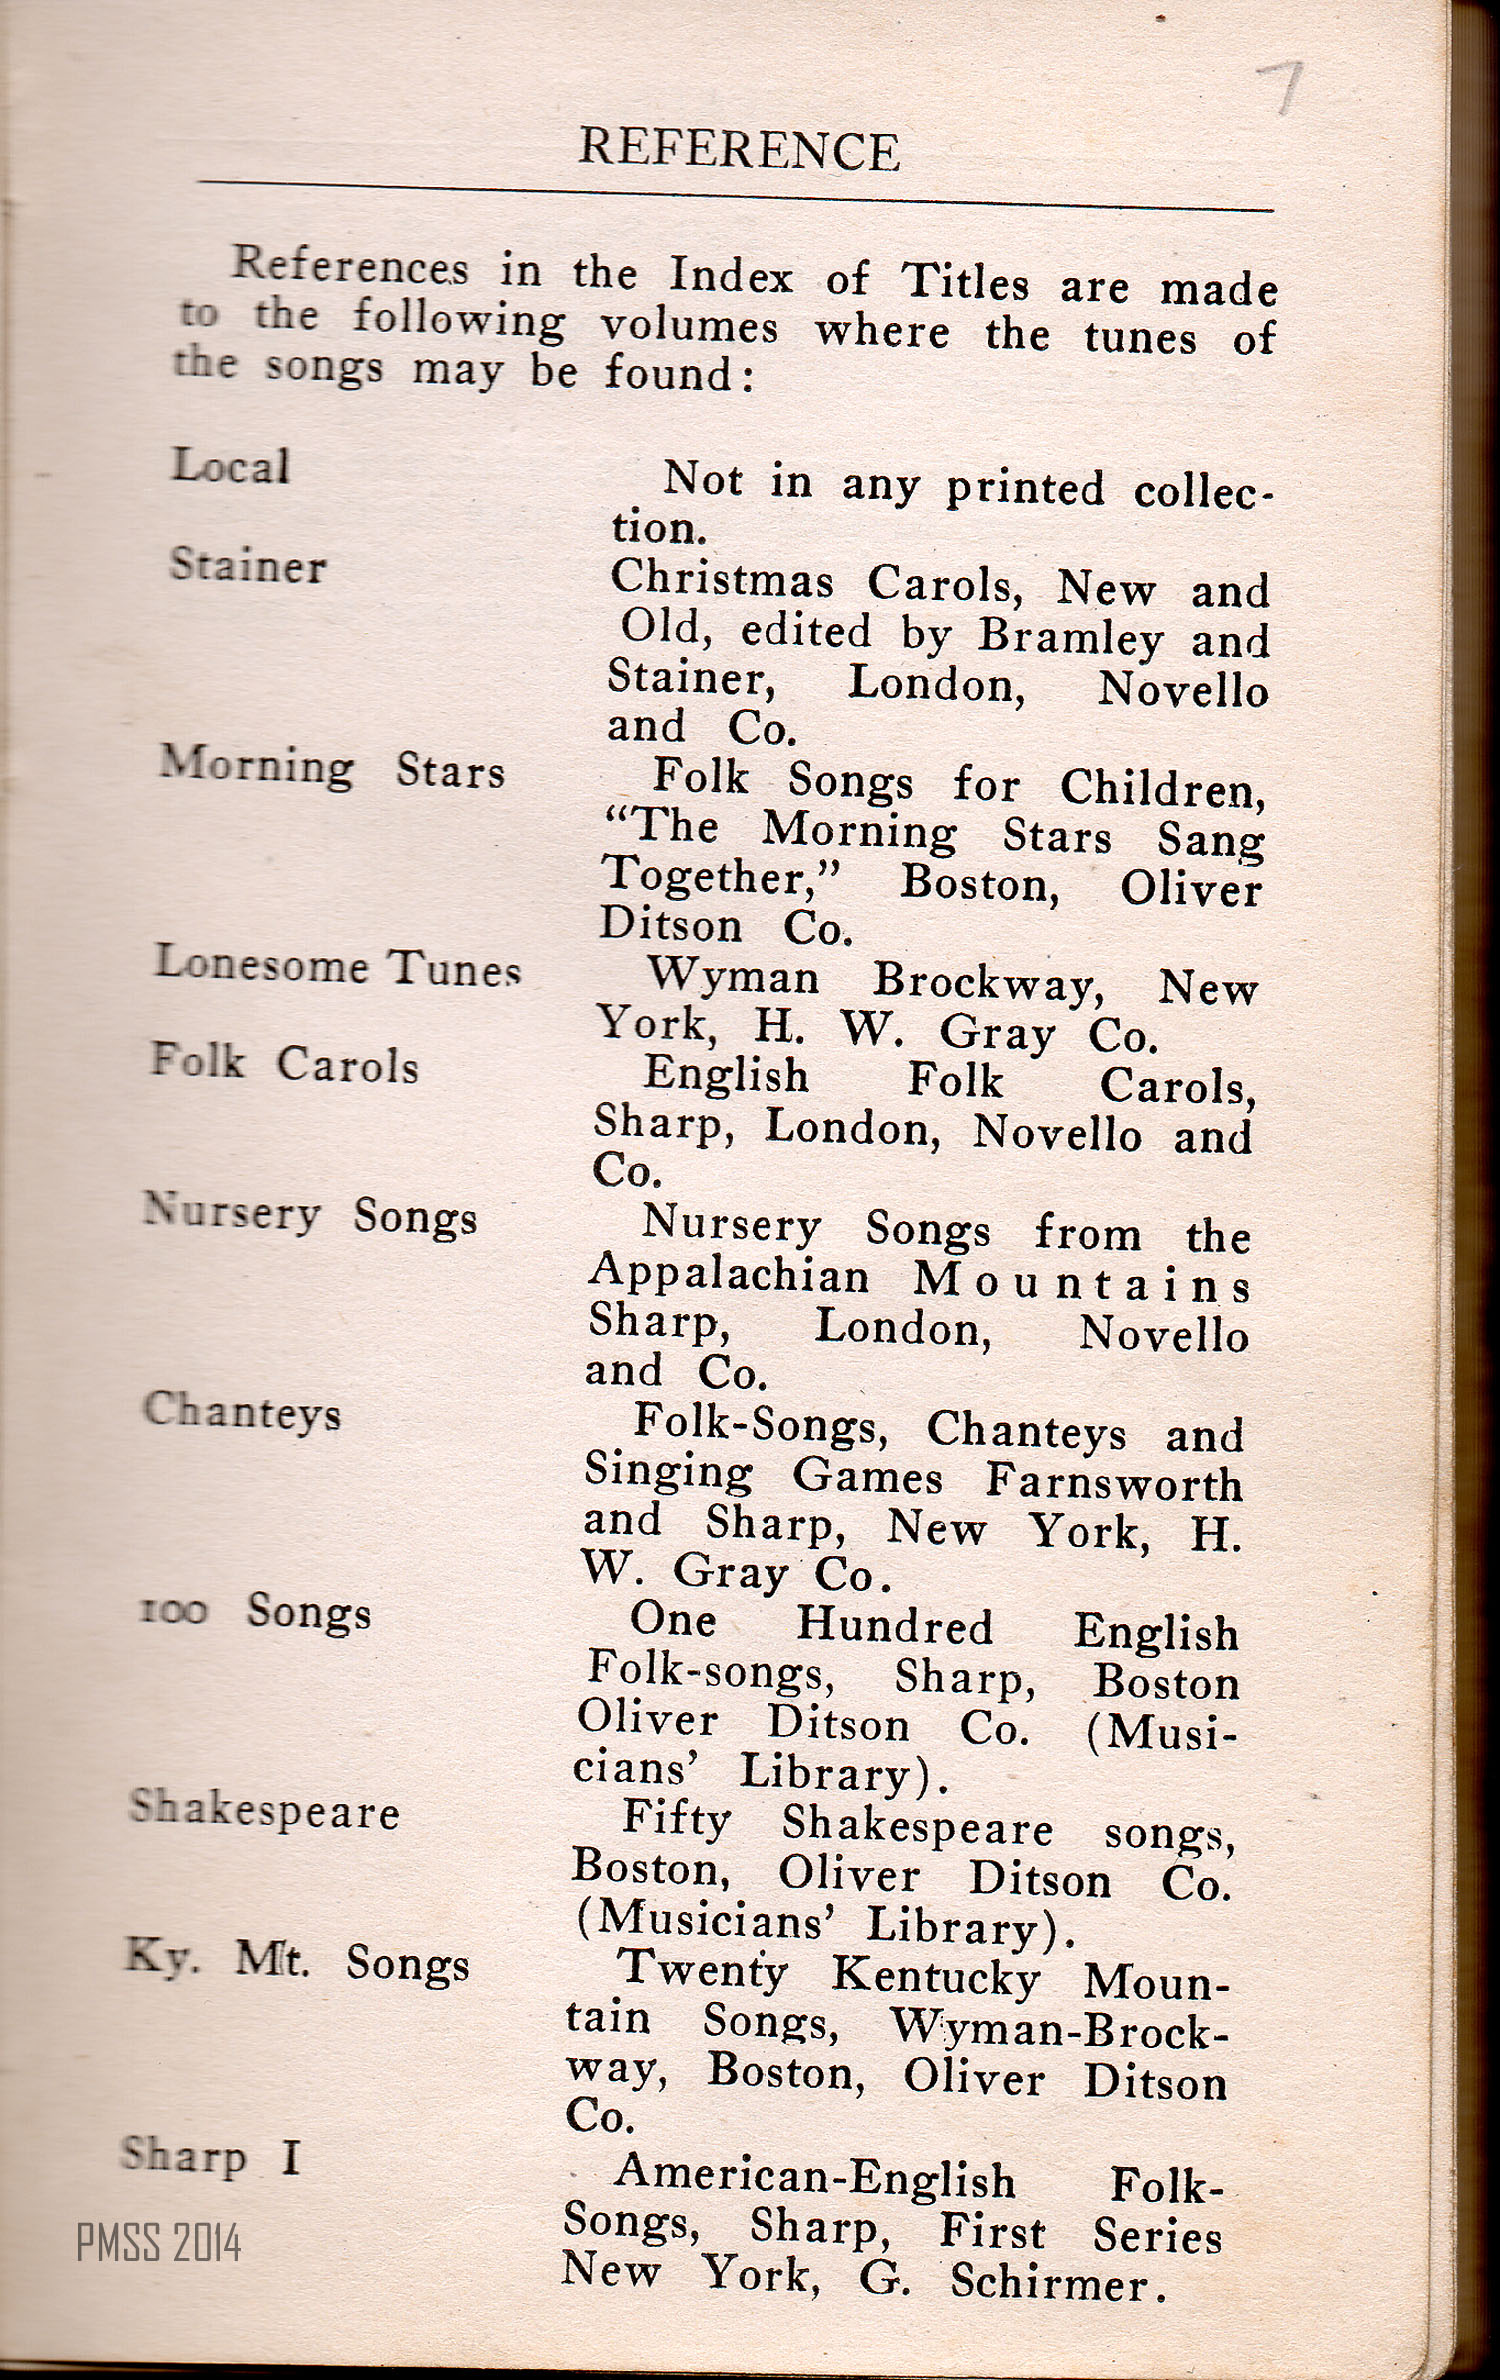 7
REFERENCE
References in the Index of Titles are made
to the following volumes where the tunes of
the songs may be found:
Local Not in any printed collec-
tion.
Stainer Christmas Carols, New and
Old, edited by Bramley and
Stainer, London, Novello
and Co.
Morning Stars Folk Songs for Children,
“The Morning Stars Sang
Together,” Boston, Oliver
Ditson Co.
Lonesome Tunes Wyman Brockway, New
York, H. W. Gray Co.
Folk Carols English Folk Carols,
Sharp, London, Novello and
Co.
Nursery Songs Nursery Songs from the
Appalachian Mountains
Sharp, London, Novello
and Co.
Chanteys Folk-Songs, Chanteys and
Singing Games Farnsworth
and Sharp, New York, H.
W. Gray Co.
100 Songs One Hundred English
Folk-songs, Sharp, Boston
Oliver Ditson Co. (Musi-
cians’ Library).
Shakespeare Fifty Shakespeare songs,
Boston, Oliver Ditson Co.
(Musicians’ Library).
Ky. Mt. Songs Twenty Kentucky Moun-
tain Songs, Wyman-Brock-
way, Boston, Oliver Ditson
Co.
Sharp I American-English Folk-
Songs, Sharp, First Series
New York, G. Schirmer.
PMSS 2014